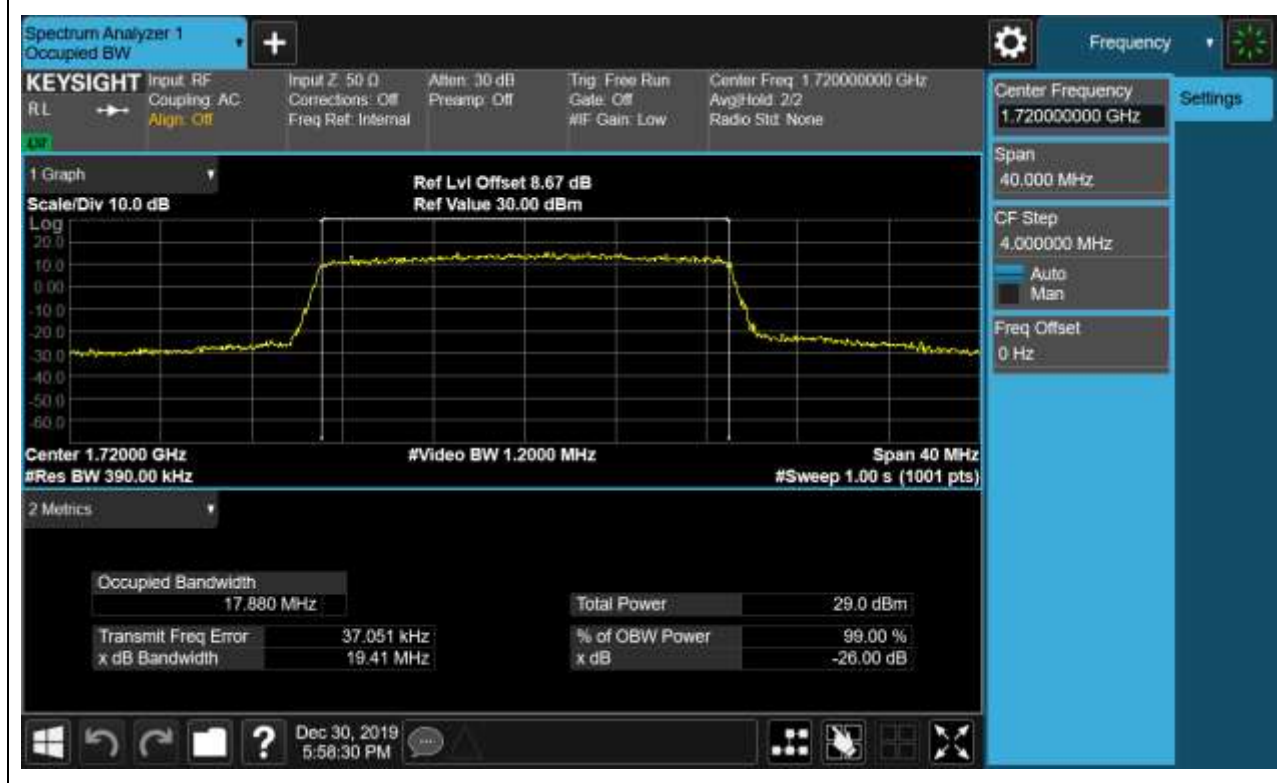 Spectrum Analyzer 1
Occupied BW
+
Frequency
KEYSIGHT
RL
Input: RF
Coupling: AC
Align: Off
Input Z: 50 Ω
Corrections: Off
Freq Ref: Internal
Atten: 30 dB
Preamp: Off
Trig: Free Run
Gate: Off
#IF Gain: Low
Center Freq: 1.720000000 GHz
Avg|Hold: 2/2
Radio Std: None
Center Frequency
1.720000000 GHz
Settings
Span
40.000 MHz
CF Step
4.000000 MHz
Auto
Man
Freq Offset
0 Hz
1 Graph
Scale/Div 10.0 dB
Ref Lvl Offset 8.67 dB
Ref Value 30.00 dBm
Log
20.0
10.0
0.00
-10.0
-20.0
-30.0
-40.0
-50.0
-60.0
Center 1.72000 GHz
#Res BW 390.00 kHz
#Video BW 1.2000 MHz
Span 40 MHz
#Sweep 1.00 s (1001 pts)
2 Metrics
Occupied Bandwidth
17.880 MHz
Transmit Freq Error 37.051 kHz
x dB Bandwidth 19.41 MHz
Total Power 29.0 dBm
% of OBW Power 99.00 %
x dB -26.00 dB
?
Dec 30, 2019
5:58:30 PM